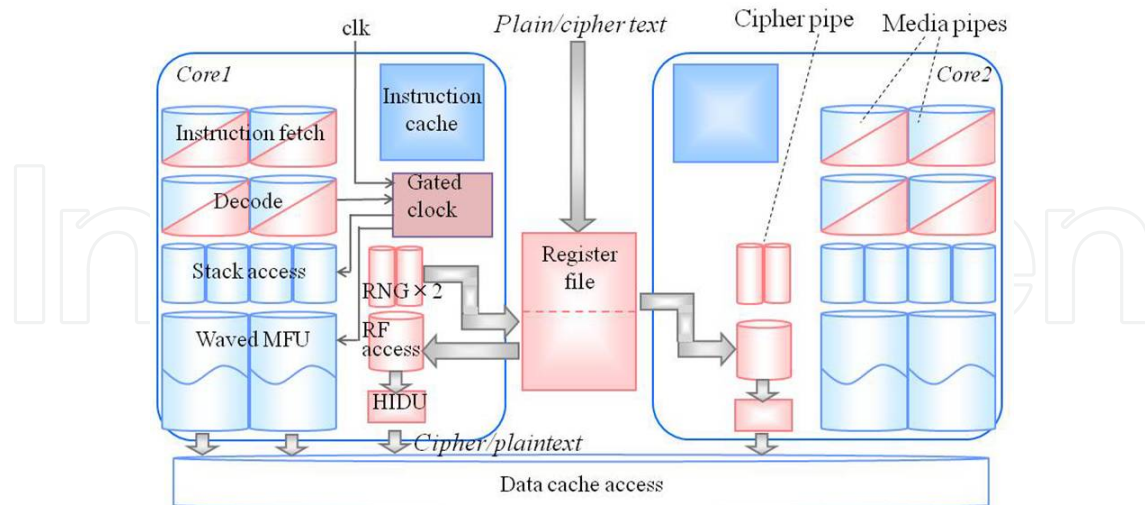 clk
Plain/cipher text
Cipher pipe
Media pipes
Core1
Core2
Instruction
cache
Instruction fetch
Gated
clock
Decode
Stack access
Register
file
RNG × 2
Waved MFU
RF
access
HIDU
Cipher/plaintext
Data cache access